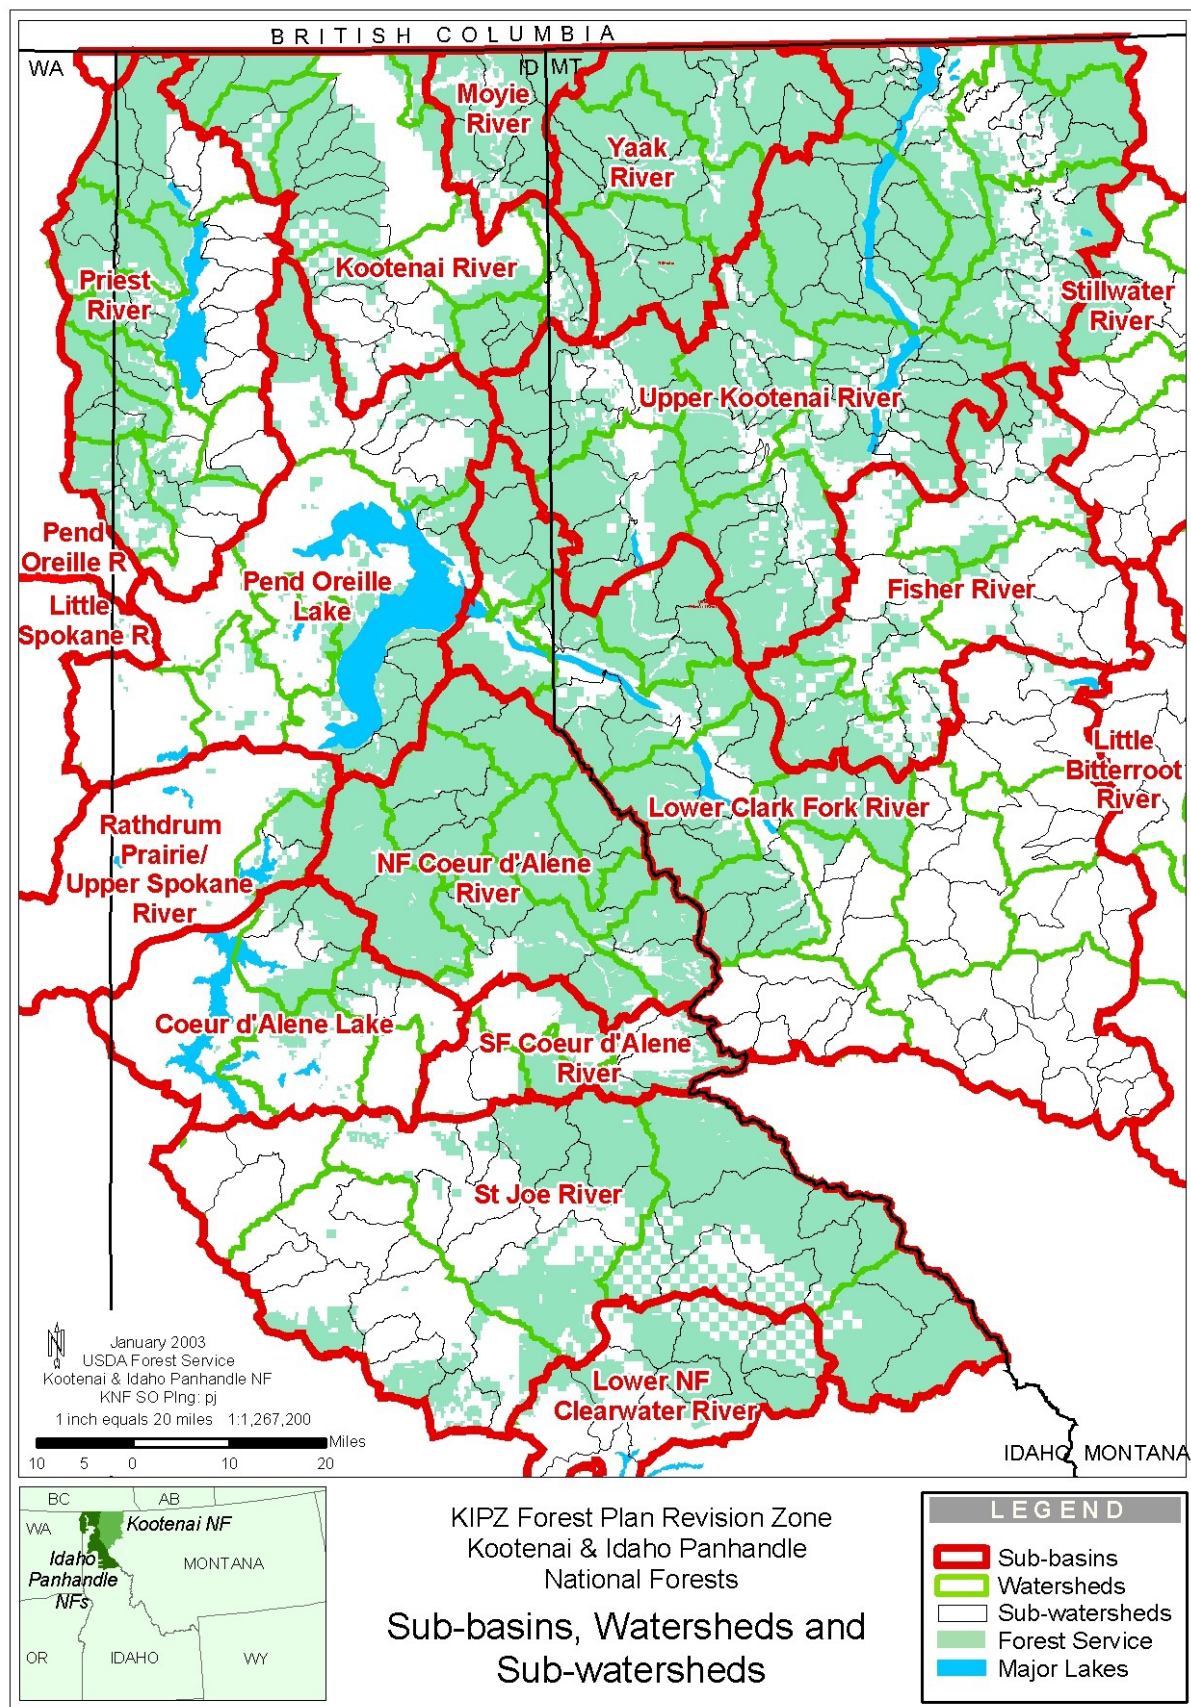 BRITISH COLUMBIA
WA
ID
MT
Moyie
River
Yaak
River
Priest
River
Kootenai River
Stillwater
River
Upper Kootenai River
Pend
Oreille R
Little
Spokane R
Pend Oreille
Lake
Fisher River
Little
Bitterroot
River
Lower Clark Fork River
Rathdrum
Prairie/
Upper Spokane
River
NF Coeur d'Alene
River
Coeur d'Alene Lake
SF Coeur d'Alene
River
St Joe River
Lower NF
Clearwater River
N
January 2003
USDA Forest Service
Kootenai & Idaho Panhandle NF
KNF SO Plng: pj
1 inch equals 20 miles 1:1,267,200
Miles
10 5 0 10 20
IDAHO MONTANA
BC
AB
WA
Kootenai NF
Idaho
Panhandle
NFs
MONTANA
OR
IDAHO
WY
KIPZ Forest Plan Revision Zone
Kootenai & Idaho Panhandle
National Forests
Sub-basins, Watersheds and
Sub-watersheds
LEGEND
Sub-basins
Watersheds
Sub-watersheds
Forest Service
Major Lakes